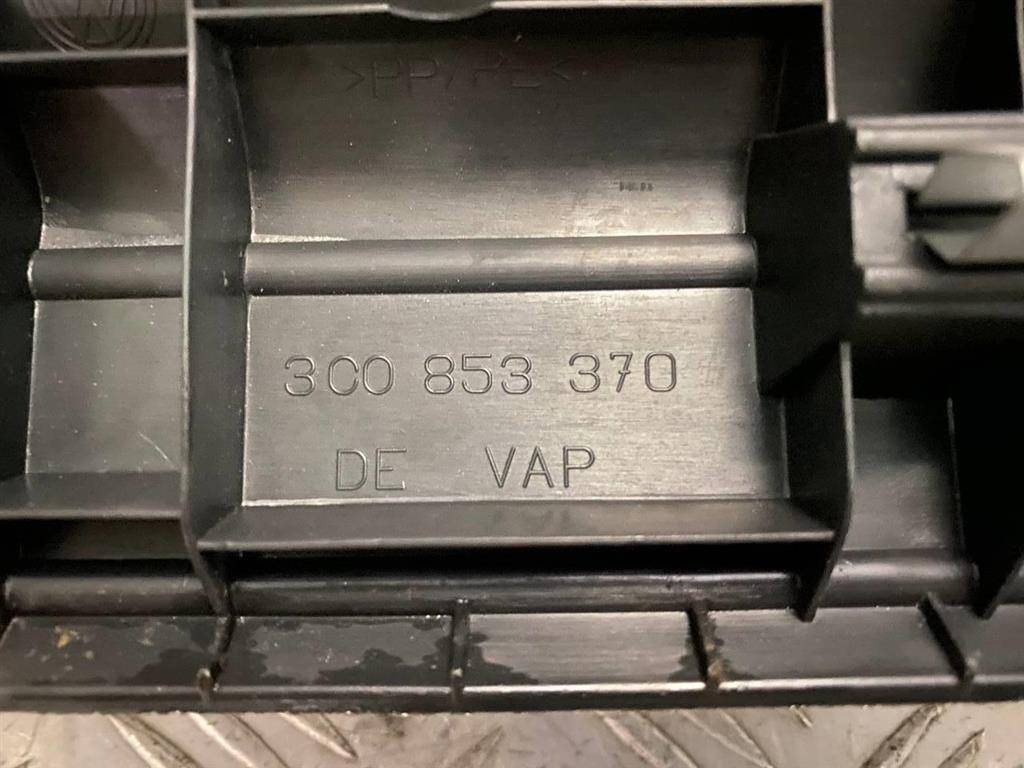 >PP/PE<
3C0 853 370
DE VAP